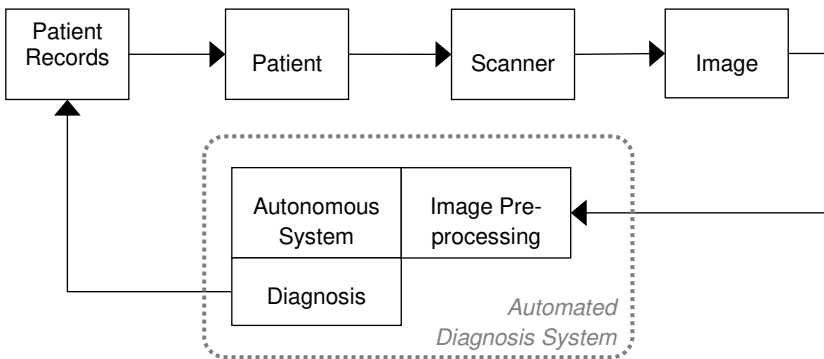 Patient
Records
Patient
Scanner
Image
Autonomous
System
Image Pre-
processing
Diagnosis
Automated
Diagnosis System